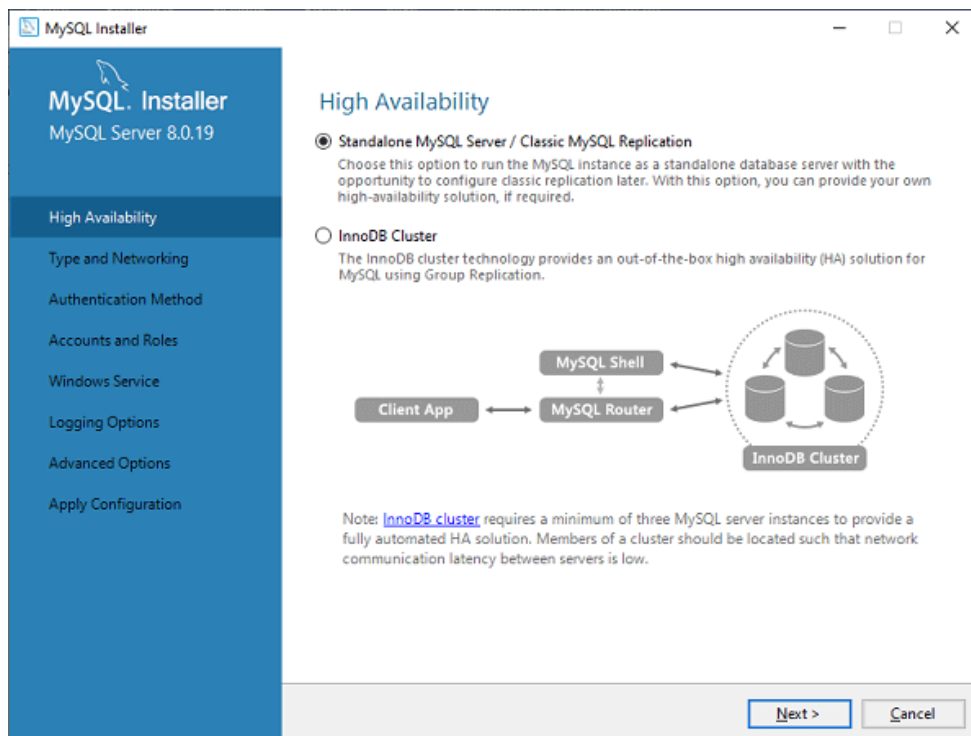 MySQL Installer
MySQL. Installer
MySQL Server 8.0.19
High Availability
Type and Networking
Authentication Method
Accounts and Roles
Windows Service
Logging Options
Advanced Options
Apply Configuration
High Availability
Standalone MySQL Server / Classic MySQL Replication
Choose this option to run the MySQL instance as a standalone database server with the
opportunity to configure classic replication later. With this option, you can provide your own
high-availability solution, if required.
InnoDB Cluster
The InnoDB cluster technology provides an out-of-the-box high availability (HA) solution for
MySQL using Group Replication.
MySQL Shell
Client App
MySQL Router
InnoDB Cluster
Note: InnoDB cluster requires a minimum of three MySQL server instances to provide a
fully automated HA solution. Members of a cluster should be located such that network
communication latency between servers is low.
Next >
Cancel